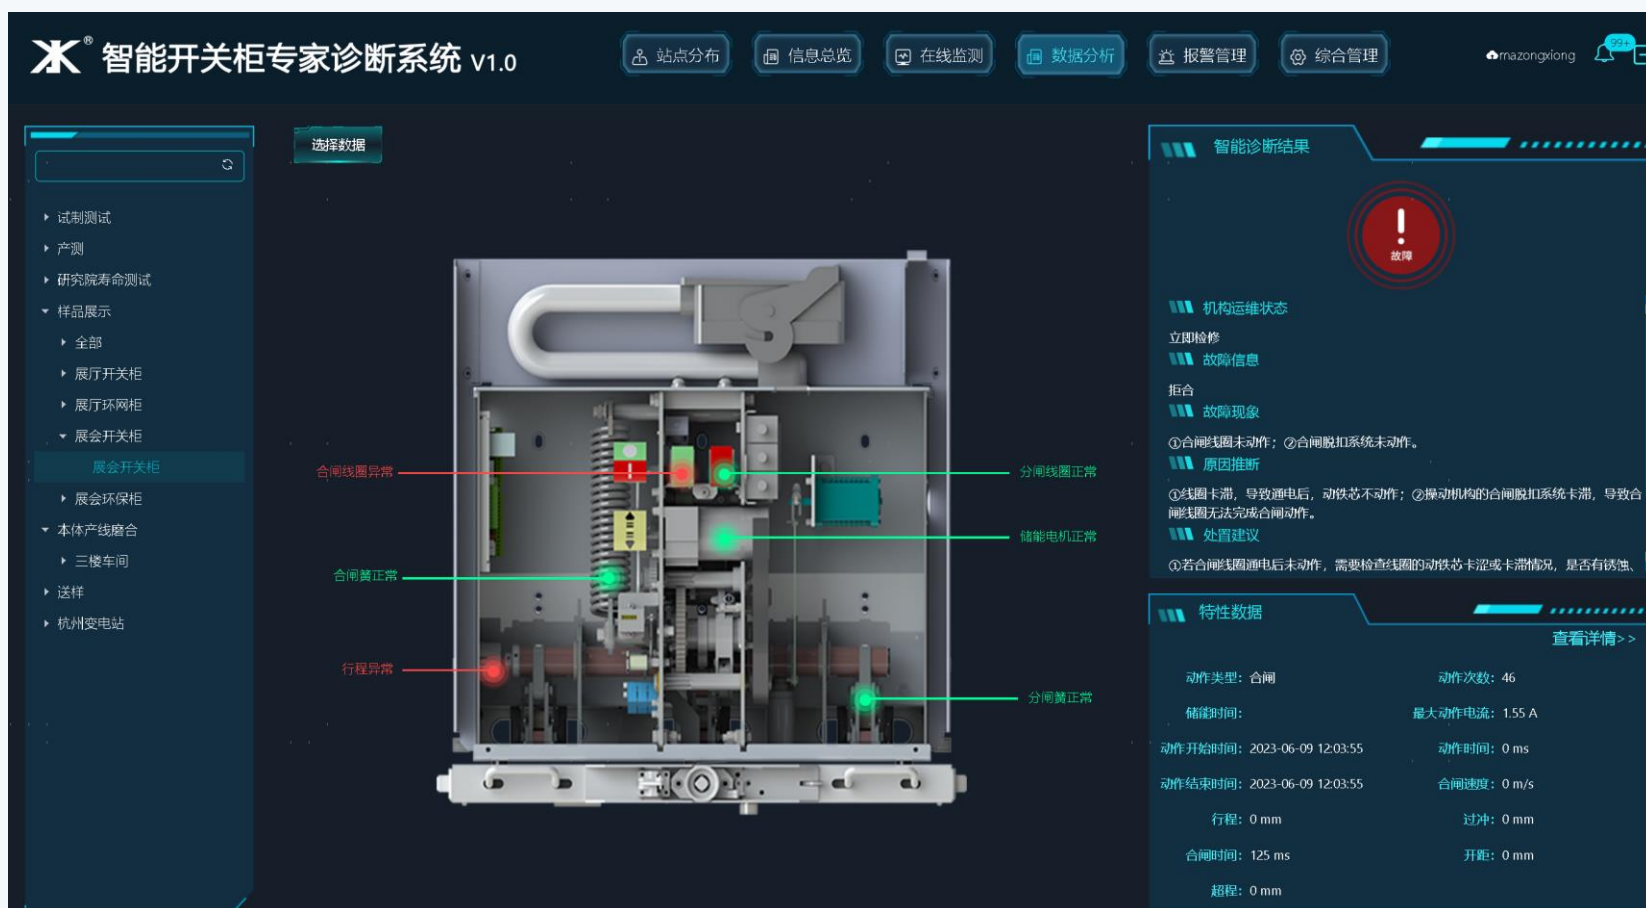 智能开关柜专家诊断系统 V1.0
站点分布
信息总览
在线监测
数据分析
报警管理
综合管理
mazongxiong
99+
试制测试
产测
研究院寿命测试
样品展示
全部
展厅开关柜
展厅环网柜
展会开关柜
展会开关柜
展会环保柜
本体产线磨合
三楼车间
送样
杭州变电站
选择数据
合闸线圈异常
分闸线圈正常
储能电机正常
合闸簧正常
行程异常
分闸簧正常
智能诊断结果
故障
机构运维状态
立即检修
故障信息
拒合
故障现象
①合闸线圈未动作；②合闸脱扣系统未动作。
原因推断
①线圈卡滞，导致通电后，动铁芯不动作；②操动机构的合闸脱扣系统卡滞，导致合
闸线圈无法完成合闸动作。
处置建议
①若合闸线圈通电后未动作，需要检查线圈的动铁芯卡涩或卡滞情况，是否有锈蚀、
特性数据
查看详情>>
动作类型：合闸 动作次数：46
储能时间： 最大动作电流：1.55 A
动作开始时间：2023-06-09 12:03:55 动作时间：0 ms
动作结束时间：2023-06-09 12:03:55 合闸速度：0 m/s
行程：0 mm 过冲：0 mm
合闸时间：125 ms 开距：0 mm
超程：0 mm